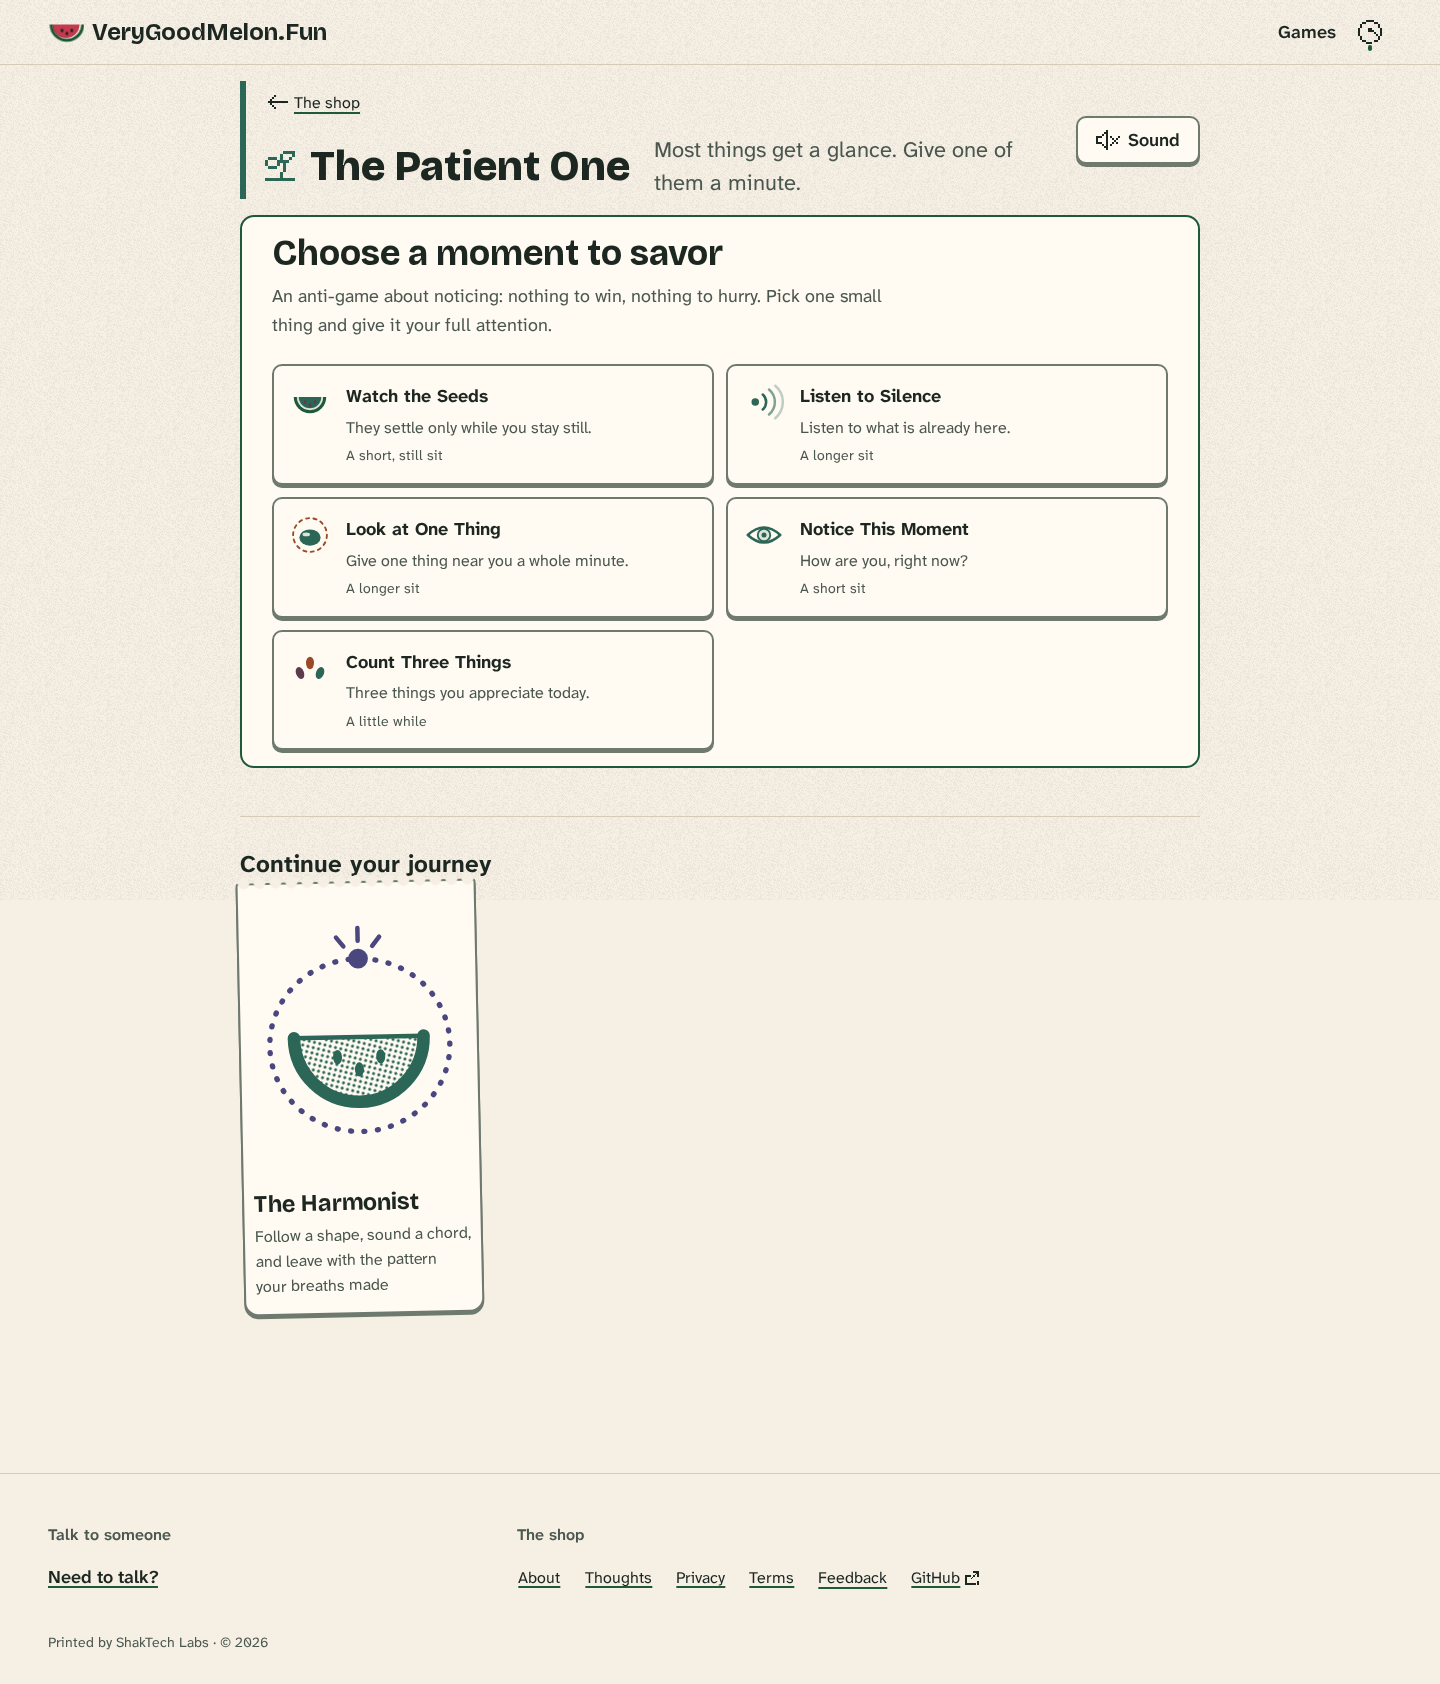 VeryGoodMelon.Fun
Games
The shop
The Patient One
Most things get a glance. Give one of
them a minute.
Sound
Choose a moment to savor
An anti-game about noticing: nothing to win, nothing to hurry. Pick one small
thing and give it your full attention.
Watch the Seeds
They settle only while you stay still.
A short, still sit
Listen to Silence
Listen to what is already here.
A longer sit
Look at One Thing
Give one thing near you a whole minute.
A longer sit
Notice This Moment
How are you, right now?
A short sit
Count Three Things
Three things you appreciate today.
A little while
Continue your journey
The Harmonist
Follow a shape, sound a chord,
and leave with the pattern
your breaths made
Talk to someone
Need to talk?
The shop
About Thoughts Privacy Terms Feedback GitHub
Printed by ShakTech Labs · © 2026